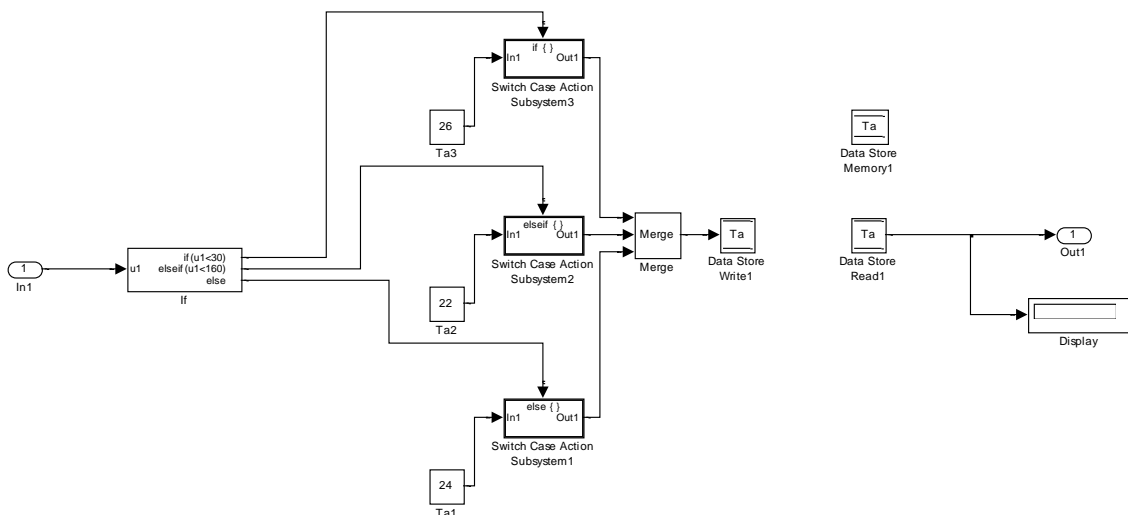 if { }
In1
Out1
Switch Case Action
Subsystem3
26
Ta3
Ta
Data Store
Memory1
elseif { }
In1
Out1
Switch Case Action
Subsystem2
Merge
Merge
Ta
Data Store
Write1
Ta
Data Store
Read1
1
Out1
1
In1
u1
if(u1<30)
elseif(u1<160)
else
If
22
Ta2
Display
else { }
In1
Out1
Switch Case Action
Subsystem1
24
Ta1